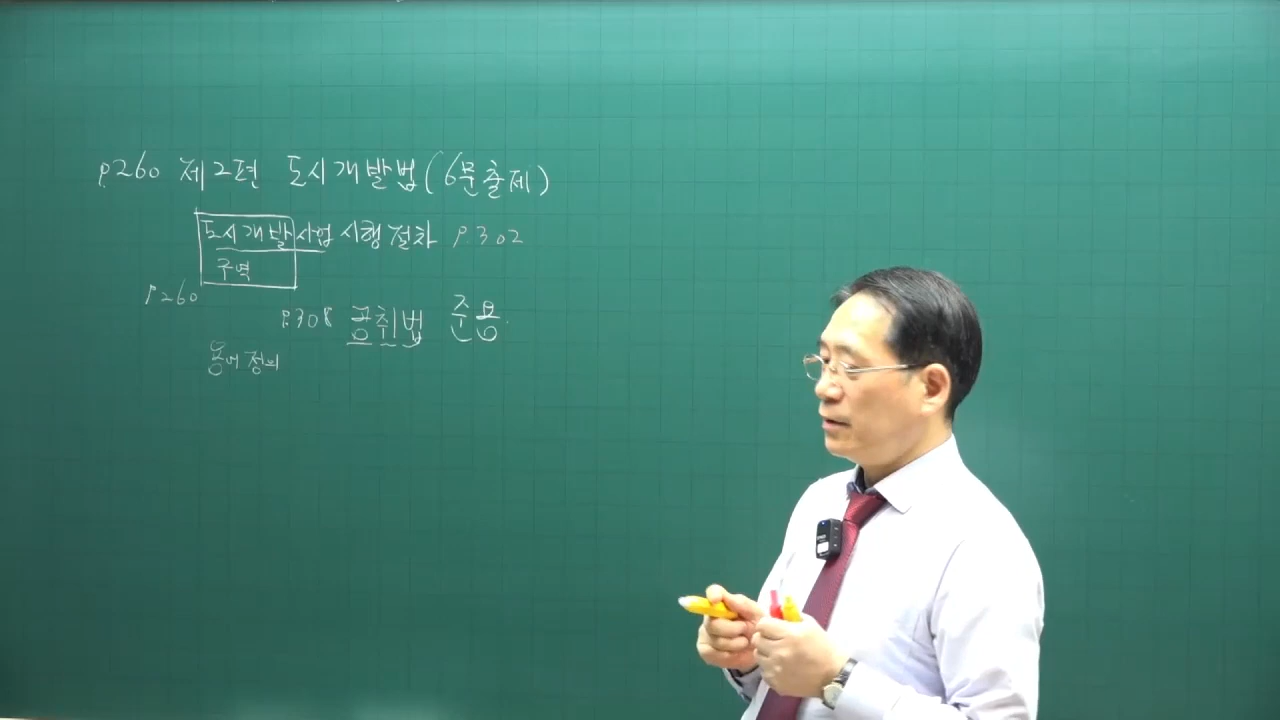 P.260 제2편 도시개발법(6문출제)
도시개발사업 시행절차 P.302
구역
P260
P.308 공취법 준용
용어정의